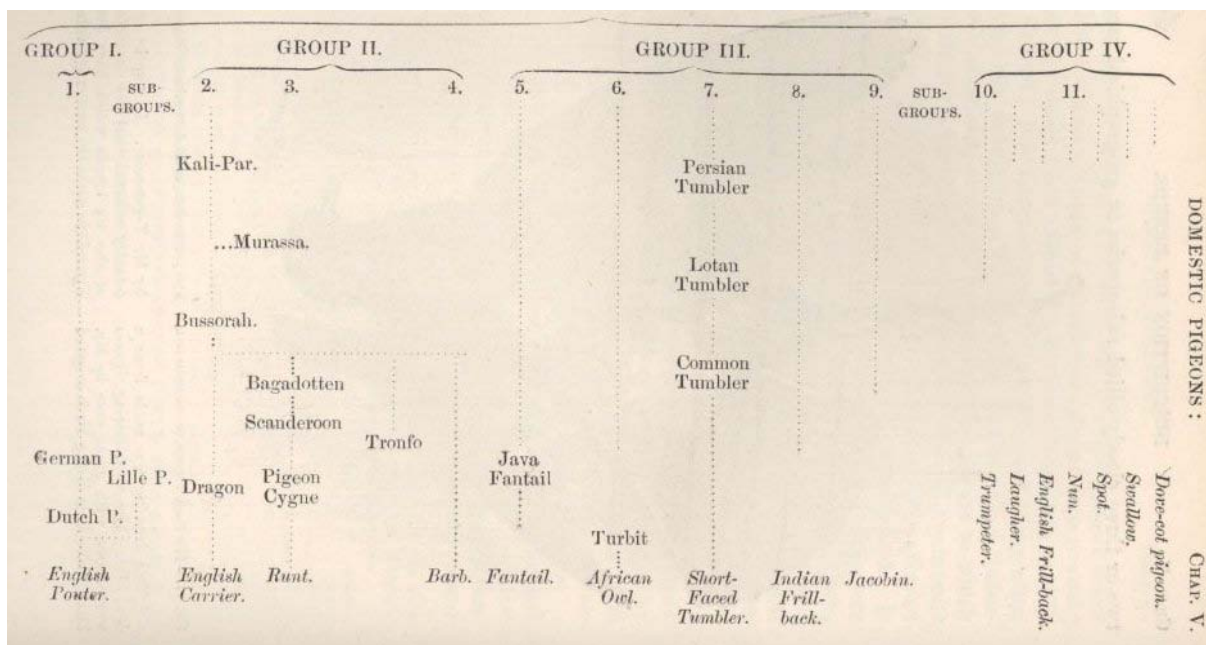 GROUP I.
GROUP II.
GROUP III.
GROUP IV.
1.
SUB-
GROUPS.
2.
3.
4.
5.
6.
7.
8.
9.
SUB-
GROUPS.
10.
11.
Kali-Par.
Persian
Tumbler
...Murassa.
Lotan
Tumbler
Bussorah.
Common
Tumbler
Bagadotten
Scanderoon
Tronfo
German P.
Lille P.
Dragon
Pigeon
Cygne
Java
Fantail
Dutch P.
Turbit
English
Pouter.
English
Carrier.
Runt.
Barb.
Fantail.
African
Owl.
Short-
Faced
Tumbler.
Indian
Frill-
back.
Jacobin.
Trumpeter.
Laugher.
English Frill-back.
Nun.
Spot.
Swallow,
Dove-cot pigeon.
DOMESTIC PIGEONS:
CHAP. V.